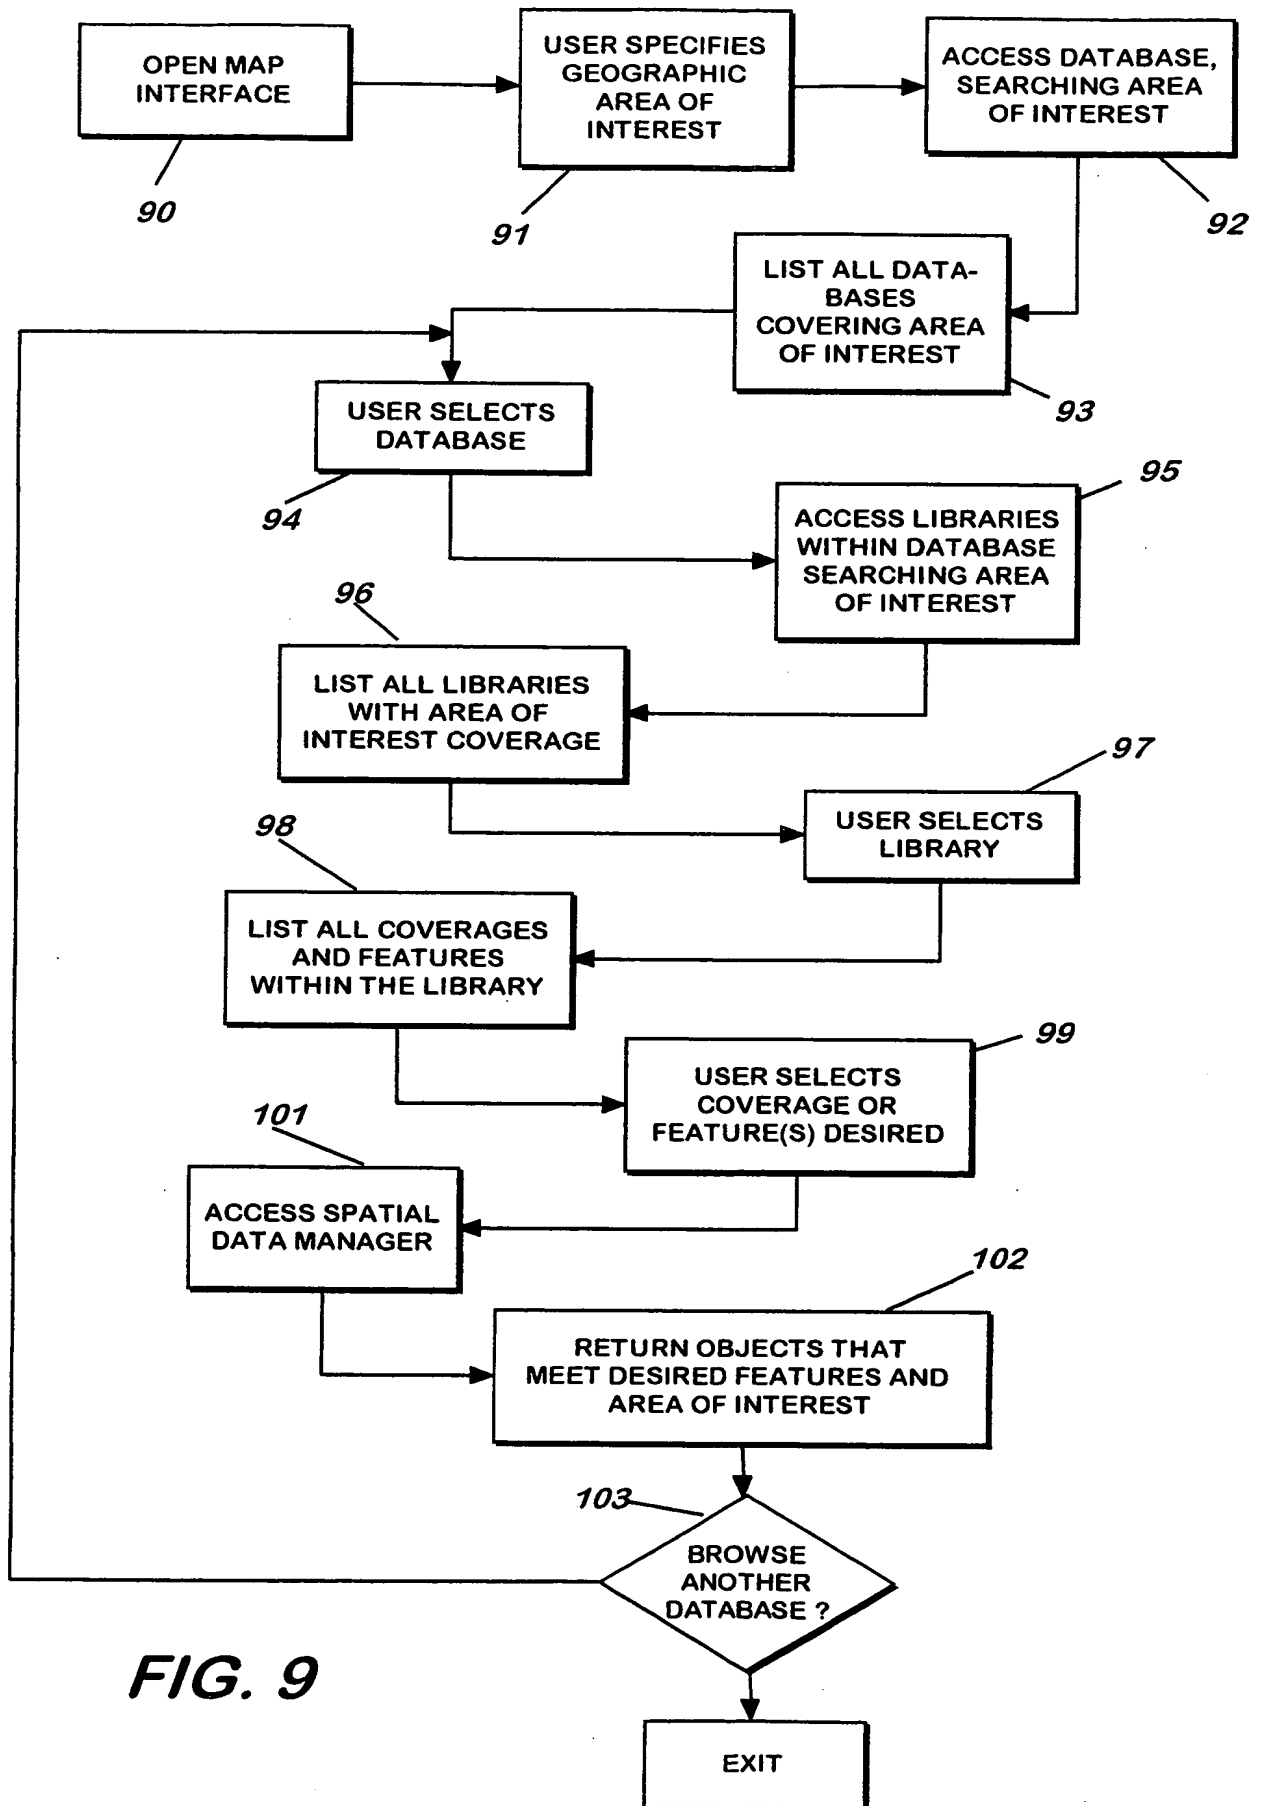 OPEN MAP
INTERFACE
90
USER SPECIFIES
GEOGRAPHIC
AREA OF
INTEREST
91
ACCESS DATABASE,
SEARCHING AREA
OF INTEREST
92
LIST ALL DATA-
BASES
COVERING AREA
OF INTEREST
93
USER SELECTS
DATABASE
94
95
ACCESS LIBRARIES
WITHIN DATABASE
SEARCHING AREA
OF INTEREST
96
LIST ALL LIBRARIES
WITH AREA OF
INTEREST COVERAGE
97
USER SELECTS
LIBRARY
98
LIST ALL COVERAGES
AND FEATURES
WITHIN THE LIBRARY
99
USER SELECTS
COVERAGE OR
FEATURE(S) DESIRED
101
ACCESS SPATIAL
DATA MANAGER
102
RETURN OBJECTS THAT
MEET DESIRED FEATURES AND
AREA OF INTEREST
103
BROWSE
ANOTHER
DATABASE ?
FIG. 9
EXIT